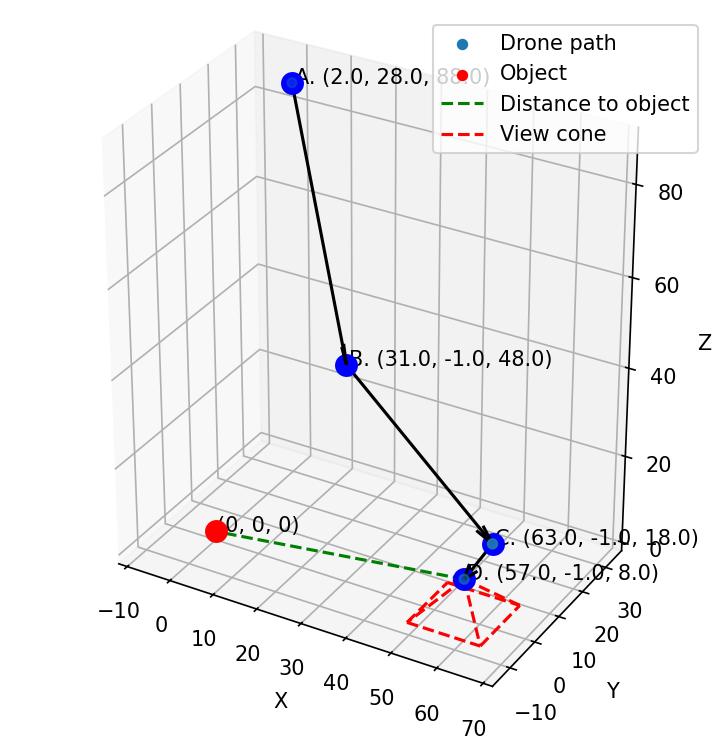 Drone path
A. (2.0, 28.0, 88.0)
Object
Distance to object
View cone
80
60
Z
B. (31.0, -1.0, 48.0)
40
20
(0, 0, 0)
C. (63.0, -1.0, 18.0)
0
D. (57.0, -1.0, 8.0)
−10
0
10
20
30
40
50
60
70
X
30
20
10
0
−10
Y